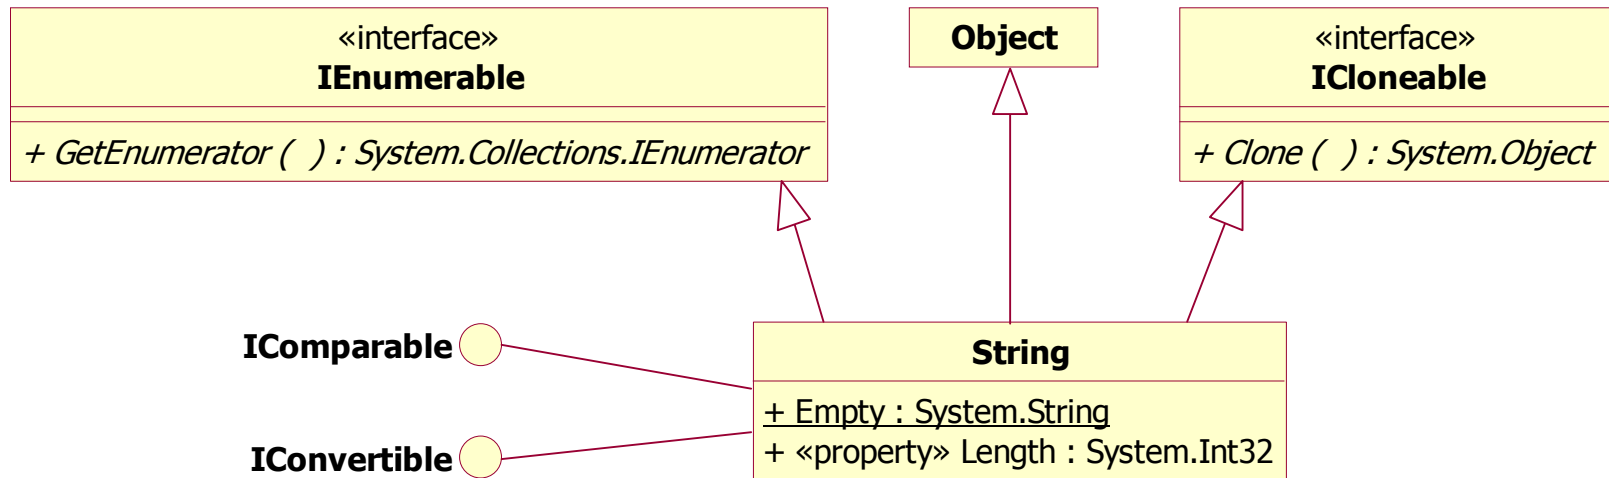 «interface»
IEnumerable
+ GetEnumerator ( ) : System.Collections.IEnumerator
Object
«interface»
ICloneable
+ Clone ( ) : System.Object
IComparable
IConvertible
String
+ Empty : System.String
+ «property» Length : System.Int32